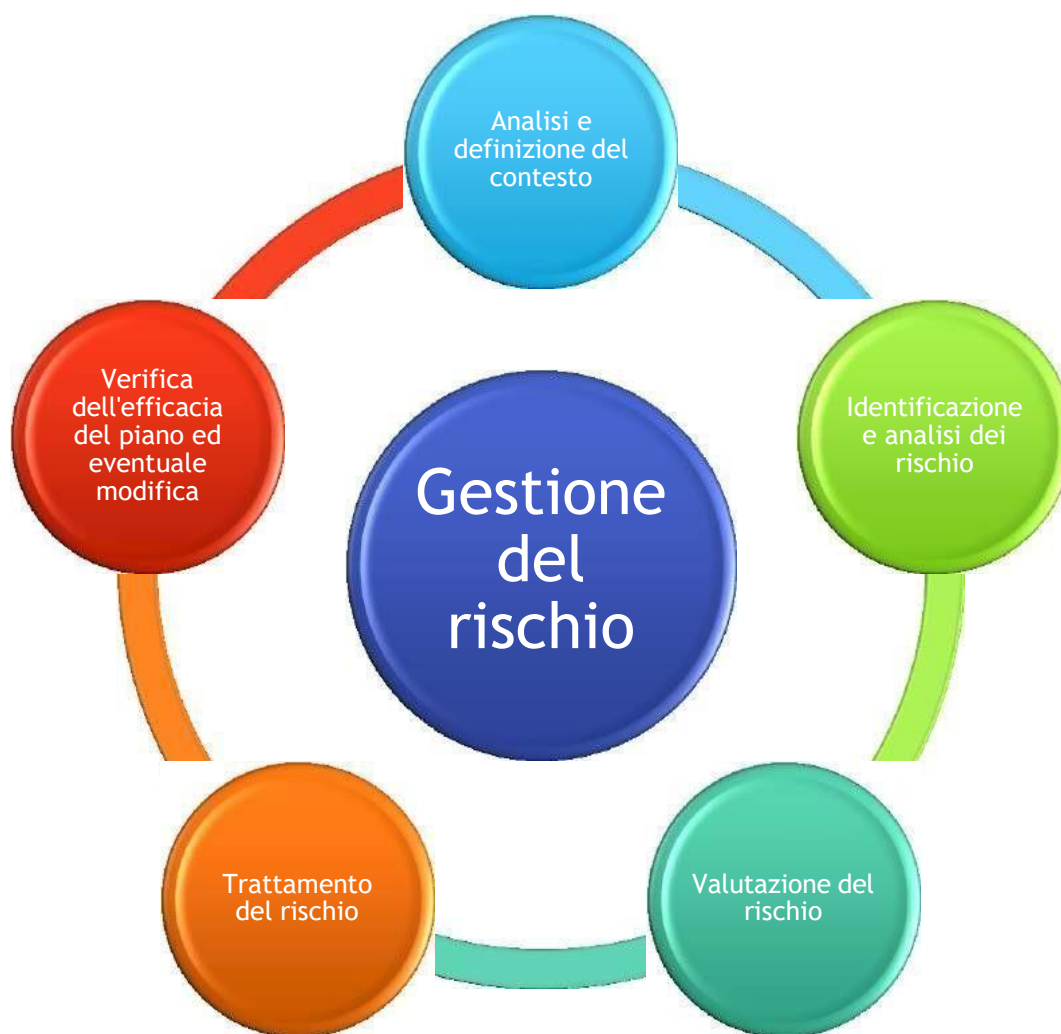 Analisi e
definizione del
contesto
Identificazione
e analisi dei
rischio
Valutazione del
rischio
Trattamento
del rischio
Verifica
dell'efficacia
del piano ed
eventuale
modifica
Gestione
del
rischio